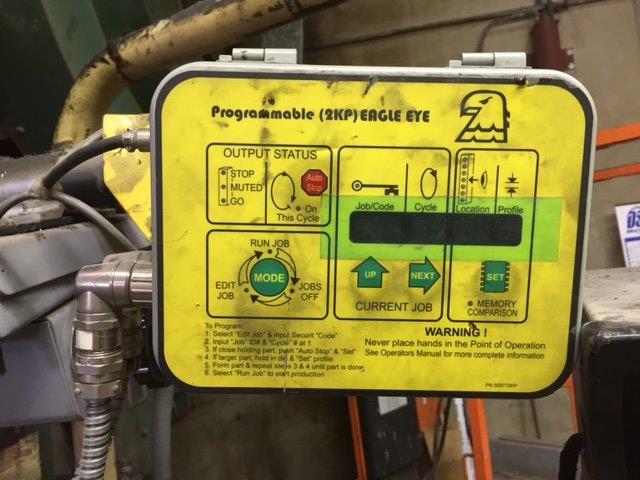 Programmable (2KP) EAGLE EYE
OUTPUT STATUS
STOP
MUTED
GO
Auto Stop
On
This Cycle
Job/Code
Cycle
Location
Profile
RUN JOB
MODE
EDIT JOB
JOBS OFF
UP
NEXT
CURRENT JOB
SET
MEMORY COMPARISON
To Program:
1. Select "Edit Job" & input Securit "Code"
2. Input "Job" ID# & "Cycle" # at 1
3. If close holding part, push "Auto Stop" & "Set"
4. If larger part, hold in die & "Set" profile
5. Form part & repeat steps 3 & 4 until part is done
6. Select "Run Job" to start production
WARNING !
Never place hands in the Point of Operation
See Operators Manual for more complete information